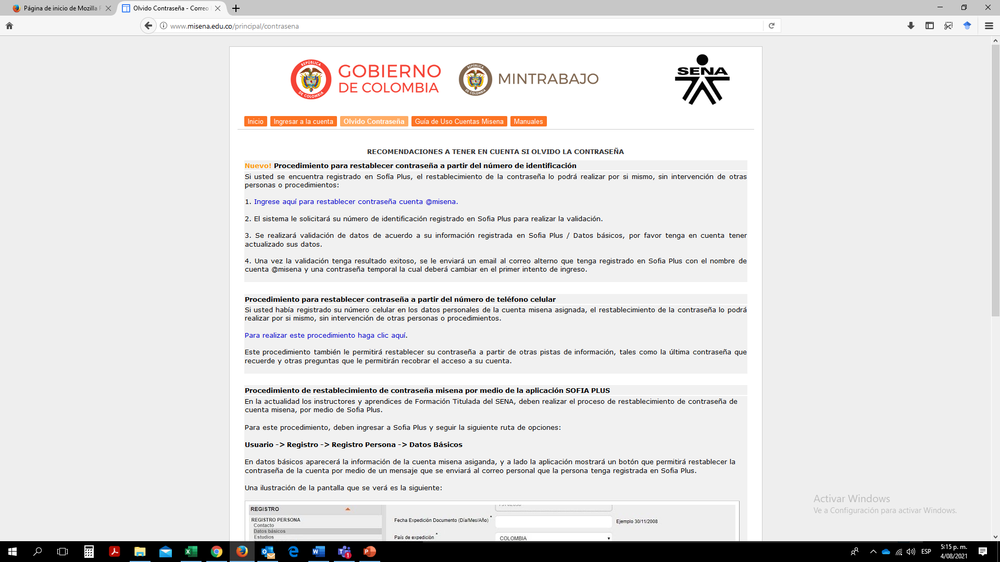 Página de inicio de Mozilla F
Olvido Contraseña - Correo
www.misena.edu.co/principal/contrasena
REPÚBLICA
DE COLOMBIA
GOBIERNO
DE COLOMBIA
REPÚBLICA
DE COLOMBIA
MINTRABAJO
SENA
Inicio
Ingresar a la cuenta
Olvido Contraseña
Guía de Uso Cuentas Misena
Manuales
RECOMENDACIONES A TENER EN CUENTA SI OLVIDO LA CONTRASEÑA
Nuevo! Procedimiento para restablecer contraseña a partir del número de identificación
Si usted se encuentra registrado en Sofía Plus, el restablecimiento de la contraseña lo podrá realizar por si mismo, sin intervención de otras
personas o procedimientos:
1. Ingrese aquí para restablecer contraseña cuenta @misena.
2. El sistema le solicitará su número de identificación registrado en Sofia Plus para realizar la validación.
3. Se realizará validación de datos de acuerdo a su información registrada en Sofia Plus / Datos básicos, por favor tenga en cuenta tener
actualizado sus datos.
4. Una vez la validación tenga resultado exitoso, se le enviará un email al correo alterno que tenga registrado en Sofia Plus con el nombre de
cuenta @misena y una contraseña temporal la cual deberá cambiar en el primer intento de ingreso.
Procedimiento para restablecer contraseña a partir del número de teléfono celular
Si usted había registrado su número celular en los datos personales de la cuenta misena asignada, el restablecimiento de la contraseña lo podrá
realizar por si mismo, sin intervención de otras personas o procedimientos.
Para realizar este procedimiento haga clic aquí.
Este procedimiento también le permitirá restablecer su contraseña a partir de otras pistas de información, tales como la última contraseña que
recuerde y otras preguntas que le permitirán recobrar el acceso a su cuenta.
Procedimiento de restablecimiento de contraseña misena por medio de la aplicación SOFIA PLUS
En la actualidad los instructores y aprendices de Formación Titulada del SENA, deben realizar el proceso de restablecimiento de contraseña de
cuenta misena, por medio de Sofia Plus.
Para este procedimiento, deben ingresar a Sofia Plus y seguir la siguiente ruta de opciones:
Usuario -> Registro -> Registro Persona -> Datos Básicos
En datos básicos aparecerá la información de la cuenta misena asiganda, y a lado la aplicación mostrará un botón que permitirá restablecer la
contraseña de la cuenta por medio de un mensaje que se enviará al correo personal que la persona tenga registrada en Sofia Plus.
Una ilustración de la pantalla que se verá es la siguiente:
REGISTRO
REGISTRO PERSONA
Contacto
Datos básicos
Estudios
Fecha Expedición Documento (Día/Mes/Año) *
Ejemplo 30/11/2008
País de expedición *
COLOMBIA
Activar Windows
Ve a Configuración para activar Windows.
1
ESP
5:15 p. m.
4/08/2021